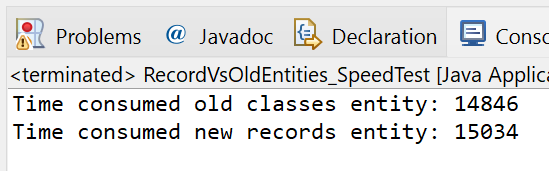 Problems @ Javadoc Declaration Conso
<terminated> RecordVsOldEntities_SpeedTest [Java Applica
Time consumed old classes entity: 14846
Time consumed new records entity: 15034